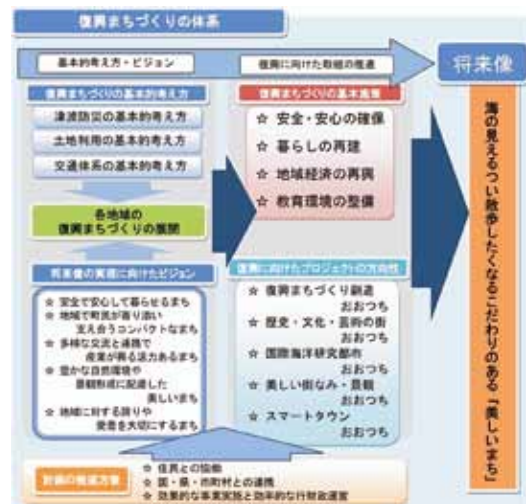 復興まちづくりの体系
基本的考え方・ビジョン
復興に向けた取組の推進
将来像
復興まちづくりの基本的考え方
津波防災の基本的考え方
土地利用の基本的考え方
交通体系の基本的考え方
各地域の
復興まちづくりの展開
将来像の実現に向けたビジョン
☆ 安全で安心して暮らせるまち
☆ 地域で町民が寄り添い
支え合うコンパクトなまち
☆ 多様な交流と連携で
産業が興る活力あるまち
☆ 豊かな自然環境や
景観形成に配慮した
美しいまち
☆ 地域に対する誇りや
愛着を大切にするまち
復興まちづくりの基本施策
☆ 安全・安心の確保
☆ 暮らしの再建
☆ 地域経済の再興
☆ 教育環境の整備
復興に向けたプロジェクトの方向性
☆ 復興まちづくり創造
おおつち
☆ 歴史・文化・芸術の街
おおつち
☆ 国際海洋研究都市
おおつち
☆ 美しい街なみ・景観
おおつち
☆ スマートタウン
おおつち
海の見えるつい散歩したくなるこだわりのある「美しいまち」
計画の推進方策
☆ 住民との協働
☆ 国・県・市町村との連携
☆ 効果的な事業実施と効率的な行財政運営